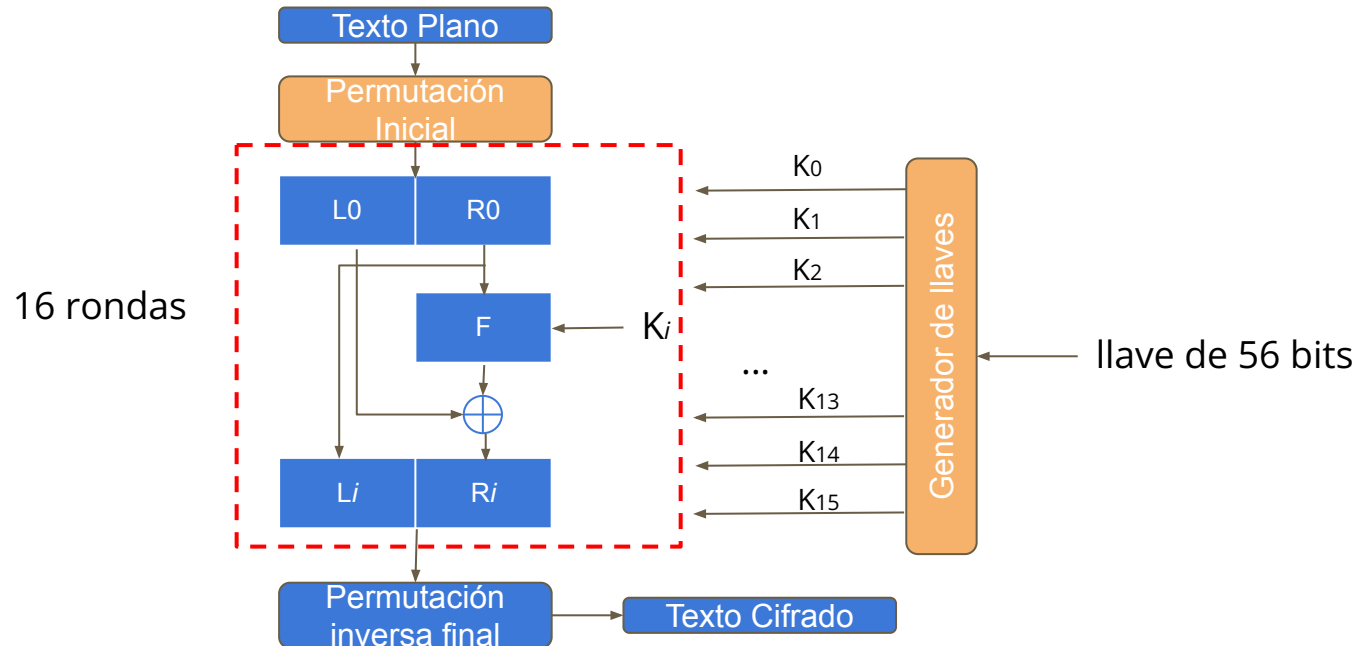 Texto Plano
Permutación
Inicial
L0
R0
16 rondas
F
Ki
Li
Ri
Permutación
inversa final
Texto Cifrado
K0
K1
K2
...
K13
K14
K15
Generador de llaves
llave de 56 bits